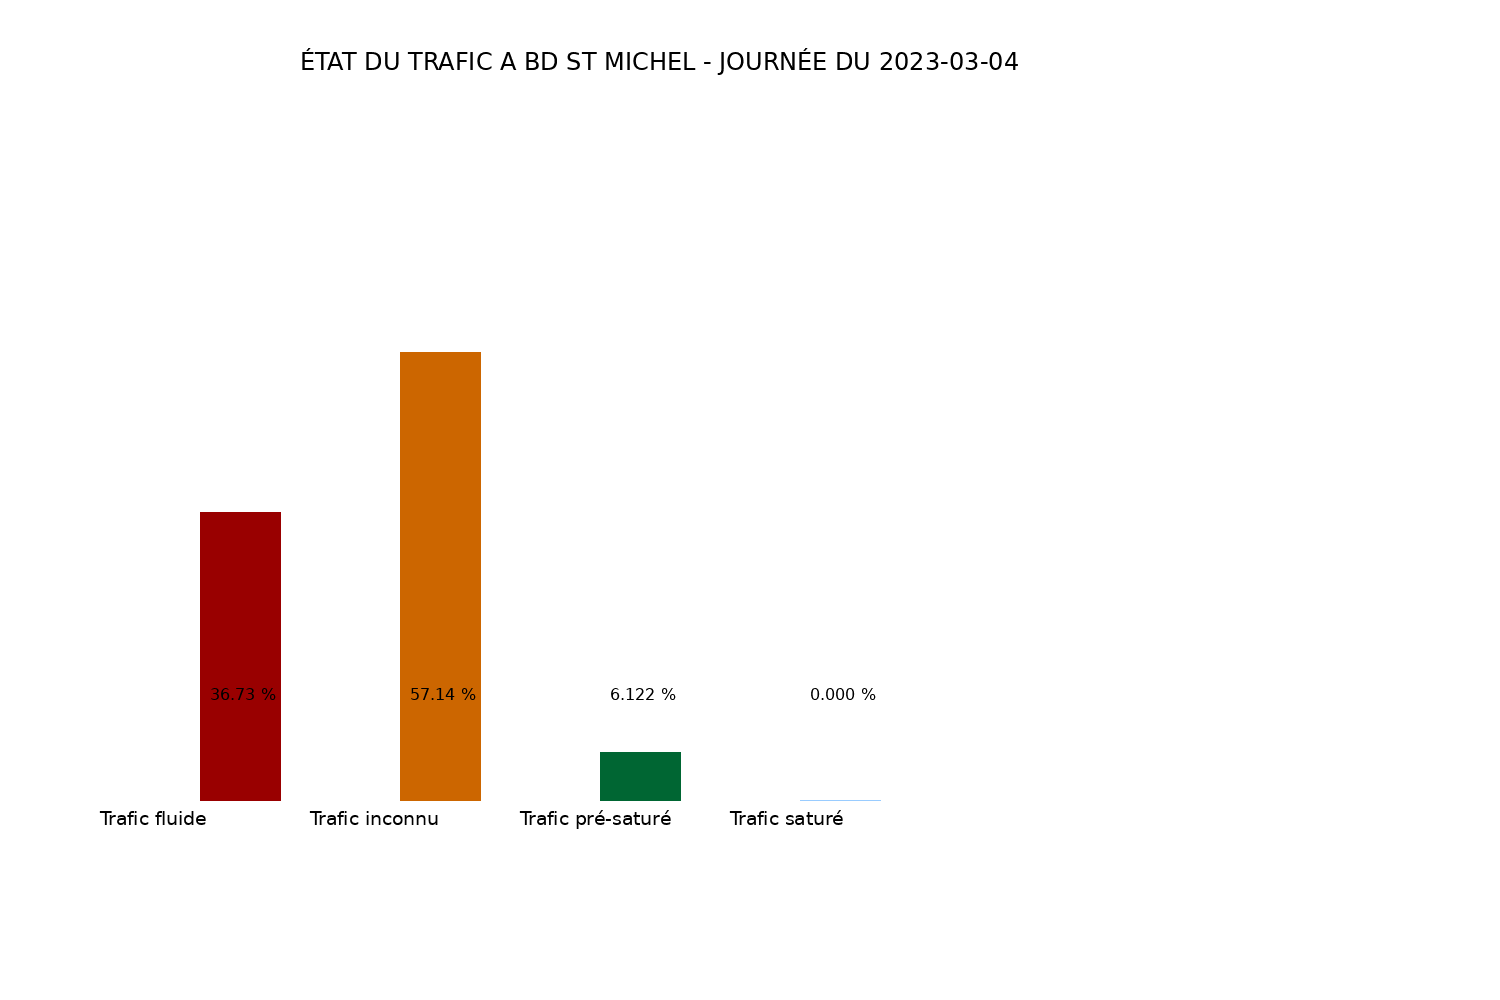 ÉTAT DU TRAFIC A BD ST MICHEL - JOURNÉE DU 2023-03-04
36.73 %
57.14 %
6.122 %
0.000 %
Trafic fluide
Trafic inconnu
Trafic pré-saturé
Trafic saturé